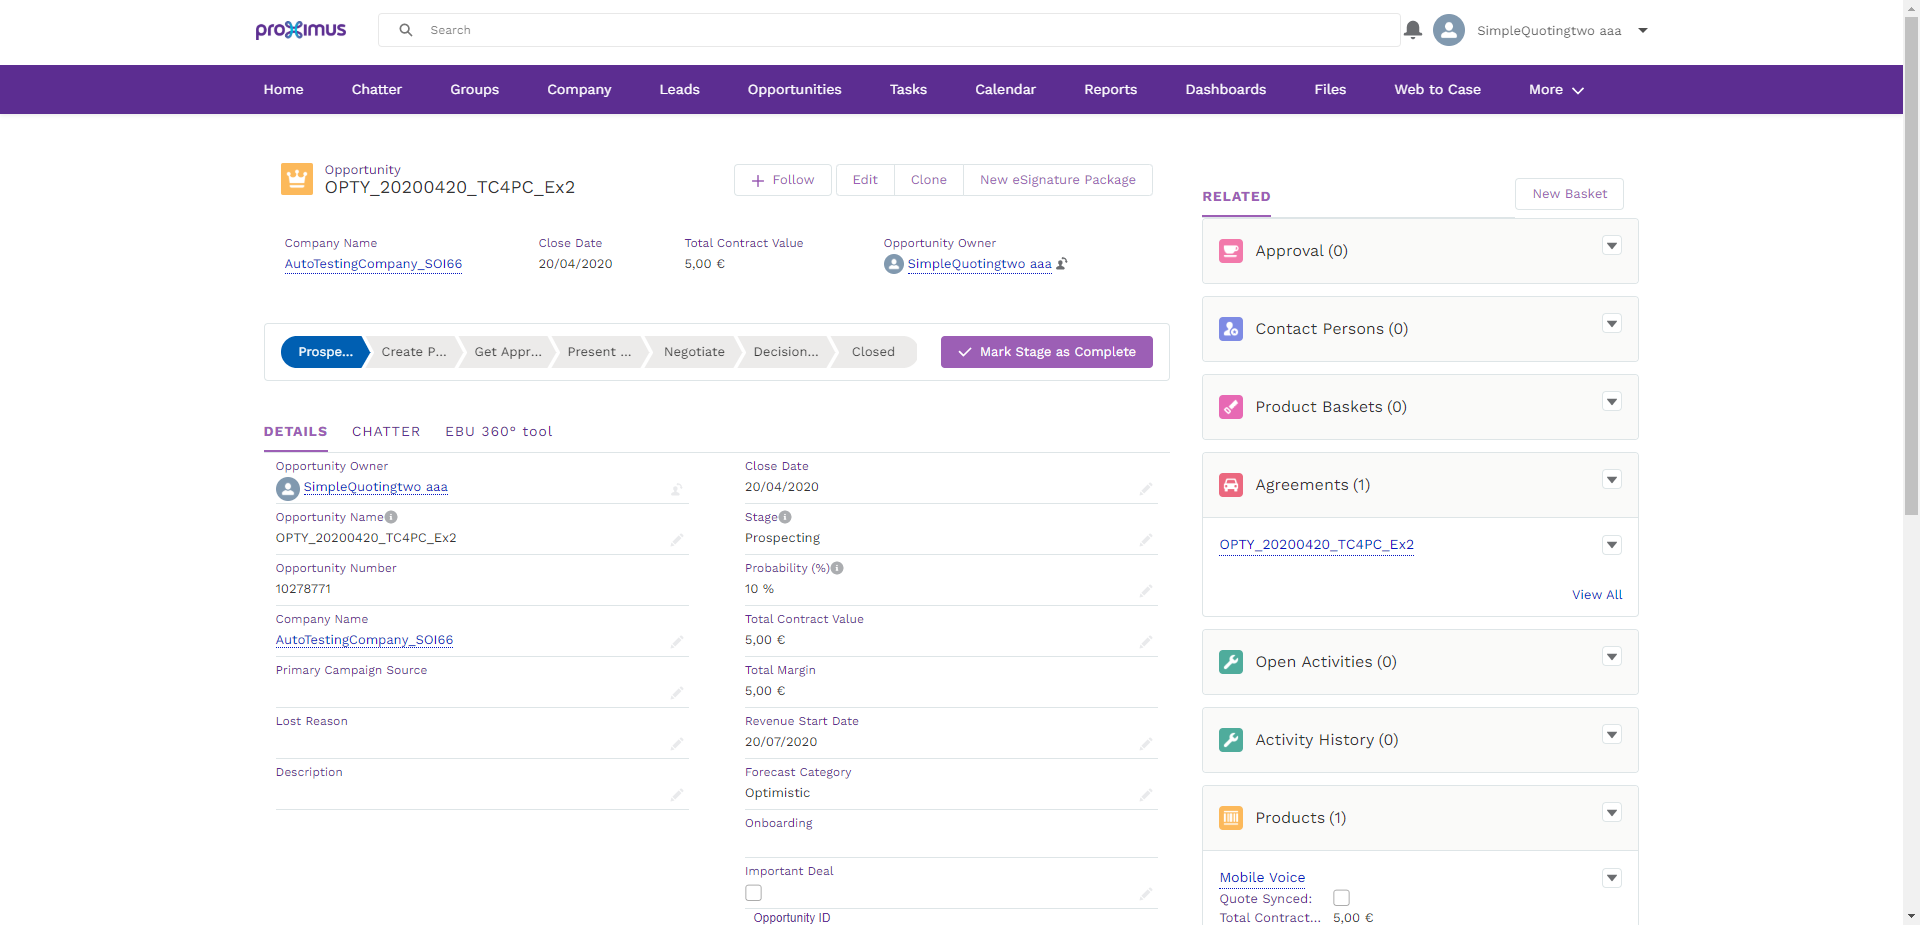 proximus
Search
SimpleQuotingtwo aaa
Home Chatter Groups Company Leads Opportunities Tasks Calendar Reports Dashboards Files Web to Case More
Opportunity
OPTY_20200420_TC4PC_Ex2
Follow Edit Clone New eSignature Package
Company Name Close Date Total Contract Value Opportunity Owner
AutoTestingCompany_SOI66 20/04/2020 5,00 € SimpleQuotingtwo aaa
Prospe... Create P... Get Appr... Present ... Negotiate Decision... Closed Mark Stage as Complete
DETAILS CHATTER EBU 360° tool
Opportunity Owner
SimpleQuotingtwo aaa
Opportunity Name
OPTY_20200420_TC4PC_Ex2
Opportunity Number
10278771
Company Name
AutoTestingCompany_SOI66
Primary Campaign Source
Lost Reason
Description
Close Date
20/04/2020
Stage
Prospecting
Probability (%)
10 %
Total Contract Value
5,00 €
Total Margin
5,00 €
Revenue Start Date
20/07/2020
Forecast Category
Optimistic
Onboarding
Important Deal
Opportunity ID
RELATED New Basket
Approval (0)
Contact Persons (0)
Product Baskets (0)
Agreements (1)
OPTY_20200420_TC4PC_Ex2
View All
Open Activities (0)
Activity History (0)
Products (1)
Mobile Voice
Quote Synced:
Total Contract... 5,00 €